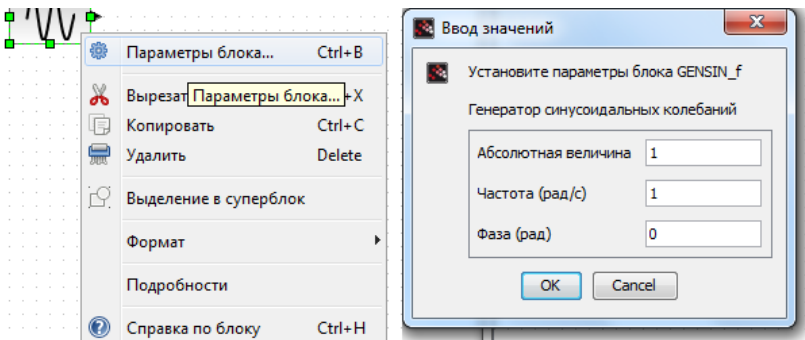 Параметры блока... Ctrl+B
Вырезат Параметры блока... +X
Копировать Ctrl+C
Удалить Delete
Выделение в суперблок
Формат
Подробности
Справка по блоку Ctrl+H
Ввод значений
Установите параметры блока GENSIN_f
Генератор синусоидальных колебаний
Абсолютная величина 1
Частота (рад/с) 1
Фаза (рад) 0
OK Cancel